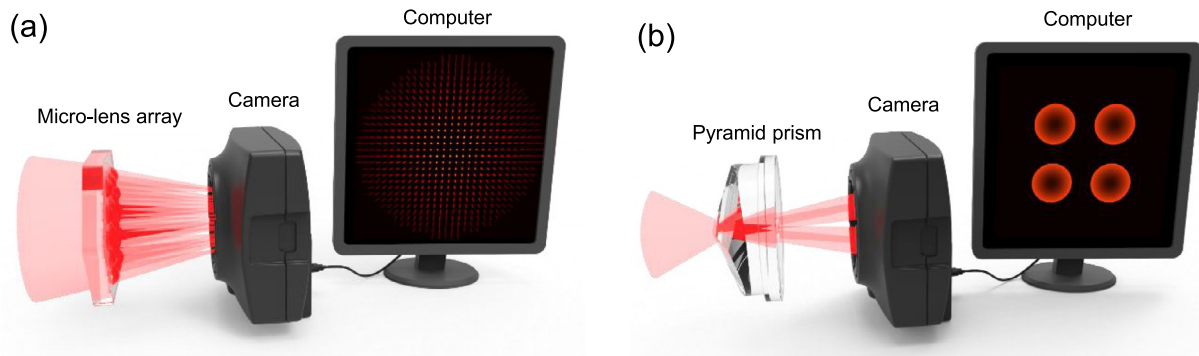 (a)
Computer
Camera
Micro-lens array
(b)
Computer
Camera
Pyramid prism